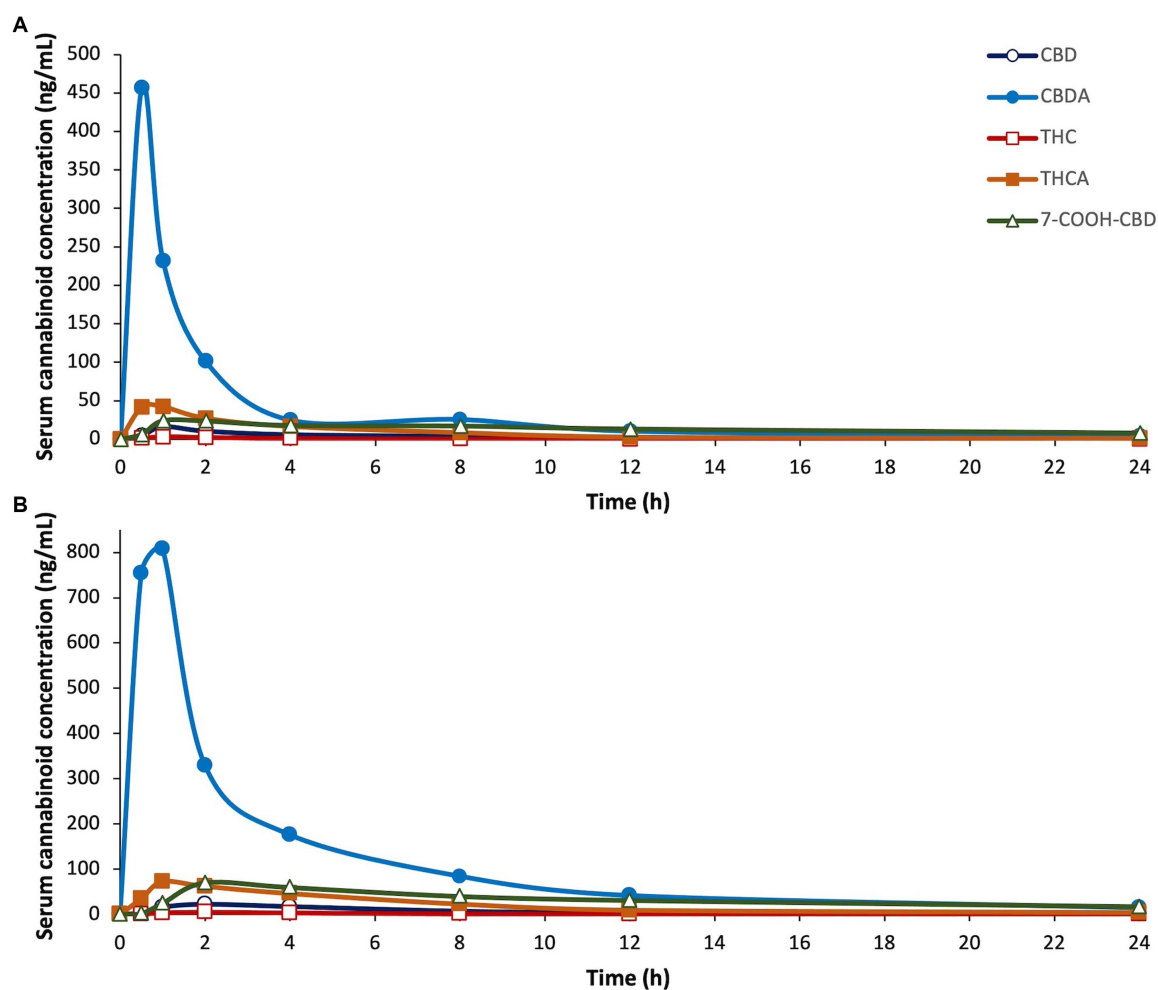 A
Serum cannabinoid concentration (ng/mL)
500
450
400
350
300
250
200
150
100
50
0
0 2 4 6 8 10 12 14 16 18 20 22 24
Time (h)
CBD
CBDA
THC
THCA
7-COOH-CBD
B
Serum cannabinoid concentration (ng/mL)
800
700
600
500
400
300
200
100
0
0 2 4 6 8 10 12 14 16 18 20 22 24
Time (h)